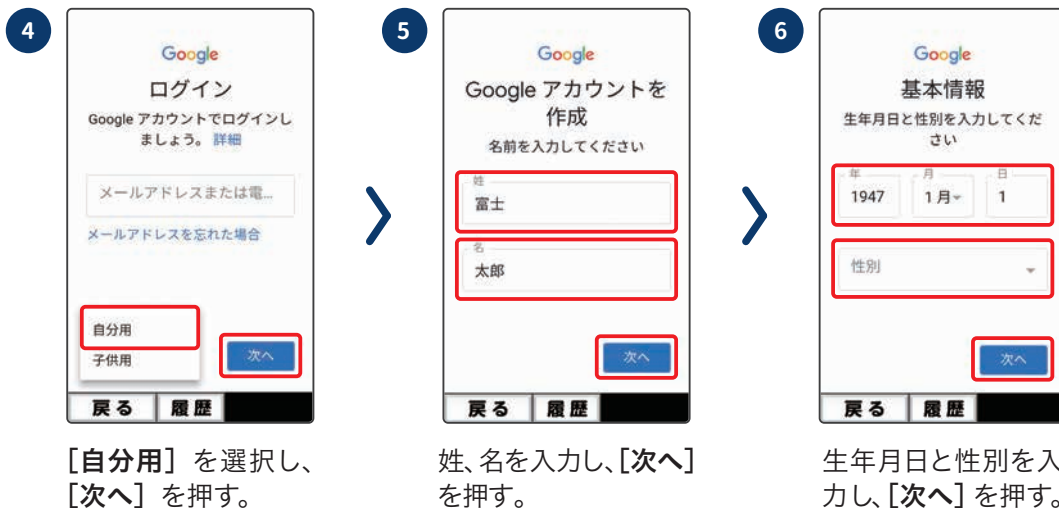 4
Google
ログイン
Google アカウントでログインし
ましょう。 詳細
メールアドレスまたは電...
メールアドレスを忘れた場合
自分用
子供用
次へ
戻る 履歴
[自分用] を選択し、
[次へ] を押す。
5
Google
Google アカウントを
作成
名前を入力してください
姓
富士
名
太郎
次へ
戻る 履歴
姓、名を入力し、[次へ]
を押す。
6
Google
基本情報
生年月日と性別を入力してくだ
さい
年 月 日
1947 1月 1
性別
次へ
戻る 履歴
生年月日と性別を入
力し、[次へ] を押す。